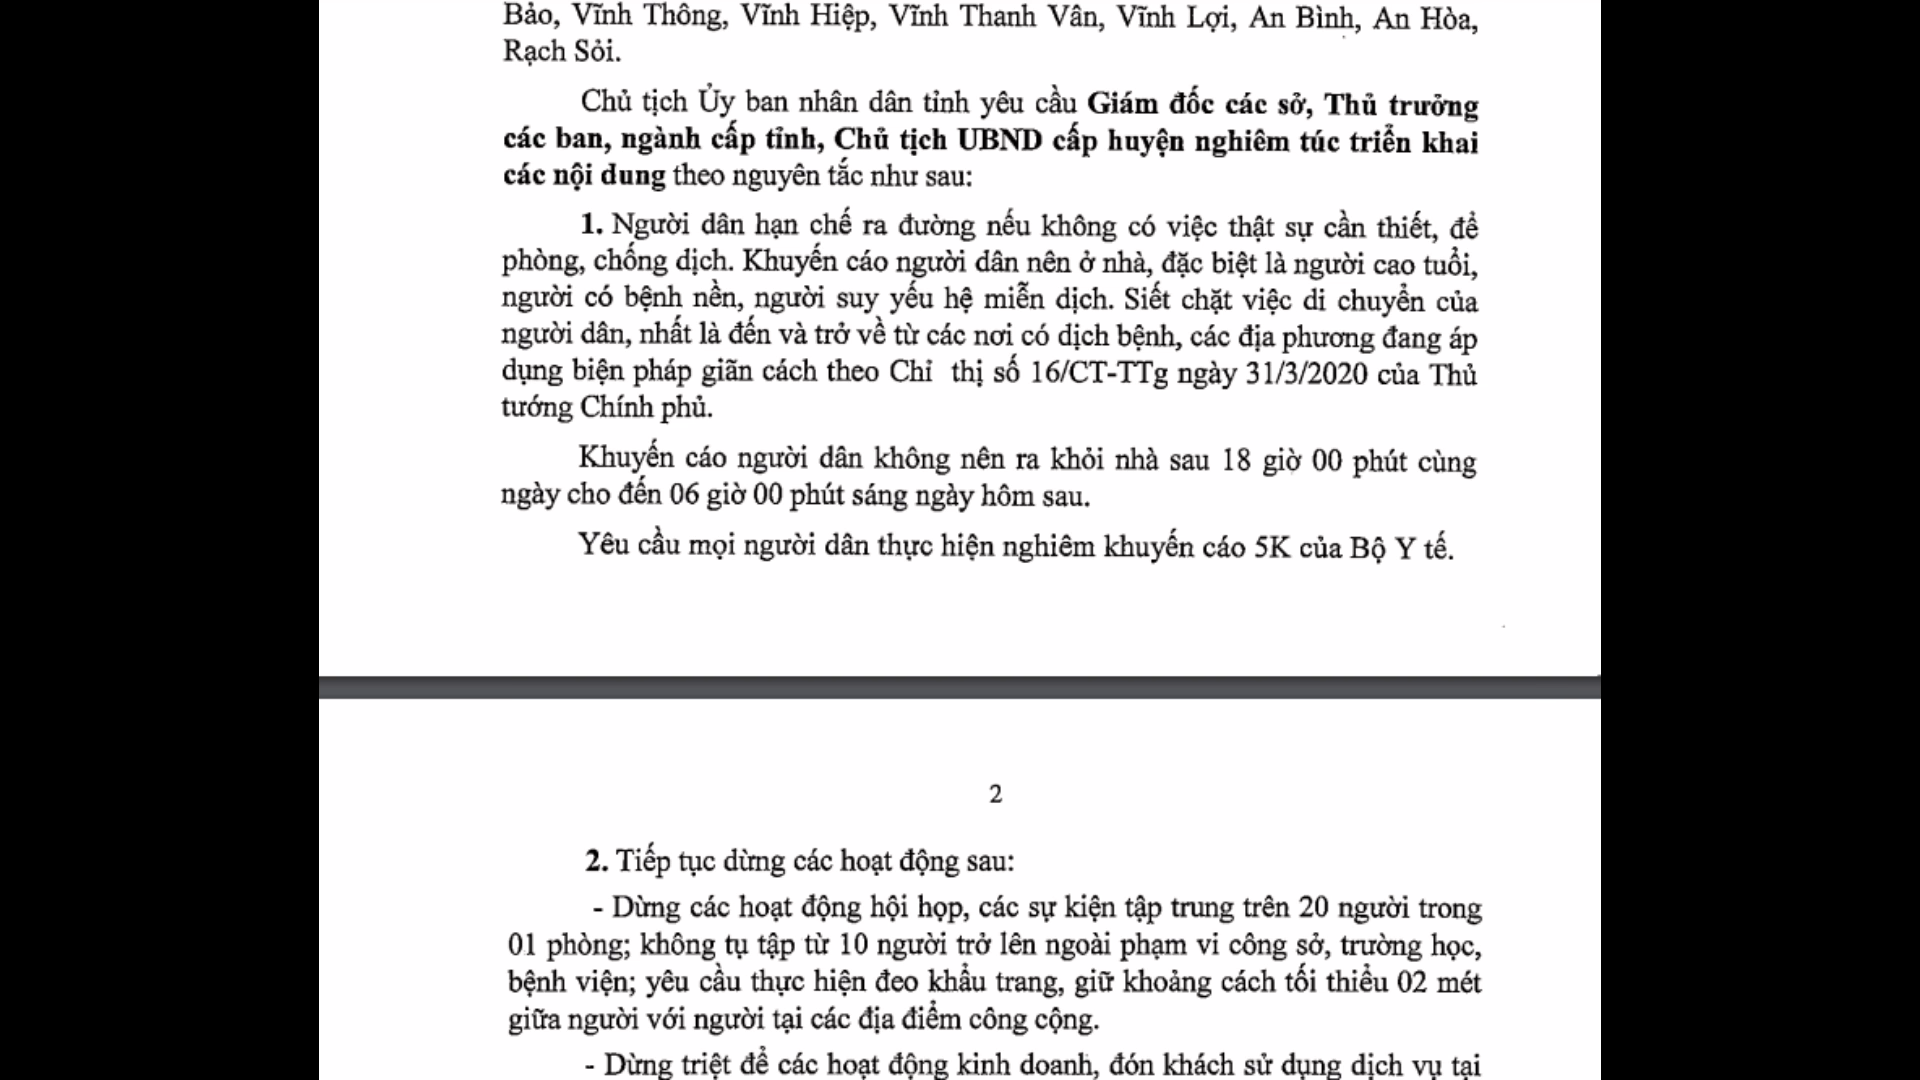 Bảo, Vĩnh Thông, Vĩnh Hiệp, Vĩnh Thanh Vân, Vĩnh Lợi, An Bình, An Hòa,
Rạch Sỏi.
Chủ tịch Ủy ban nhân dân tỉnh yêu cầu Giám đốc các sở, Thủ trưởng
các ban, ngành cấp tỉnh, Chủ tịch UBND cấp huyện nghiêm túc triển khai
các nội dung theo nguyên tắc như sau:
1. Người dân hạn chế ra đường nếu không có việc thật sự cần thiết, để
phòng, chống dịch. Khuyến cáo người dân nên ở nhà, đặc biệt là người cao tuổi,
người có bệnh nền, người suy yếu hệ miễn dịch. Siết chặt việc di chuyển của
người dân, nhất là đến và trở về từ các nơi có dịch bệnh, các địa phương đang áp
dụng biện pháp giãn cách theo Chỉ thị số 16/CT-TTg ngày 31/3/2020 của Thủ
tướng Chính phủ.
Khuyến cáo người dân không nên ra khỏi nhà sau 18 giờ 00 phút cùng
ngày cho đến 06 giờ 00 phút sáng ngày hôm sau.
Yêu cầu mọi người dân thực hiện nghiêm khuyến cáo 5K của Bộ Y tế.
2
2. Tiếp tục dừng các hoạt động sau:
- Dừng các hoạt động hội họp, các sự kiện tập trung trên 20 người trong
01 phòng; không tụ tập từ 10 người trở lên ngoài phạm vi công sở, trường học,
bệnh viện; yêu cầu thực hiện đeo khẩu trang, giữ khoảng cách tối thiểu 02 mét
giữa người với người tại các địa điểm công cộng.
- Dừng triệt để các hoạt động kinh doanh, đón khách sử dụng dịch vụ tại